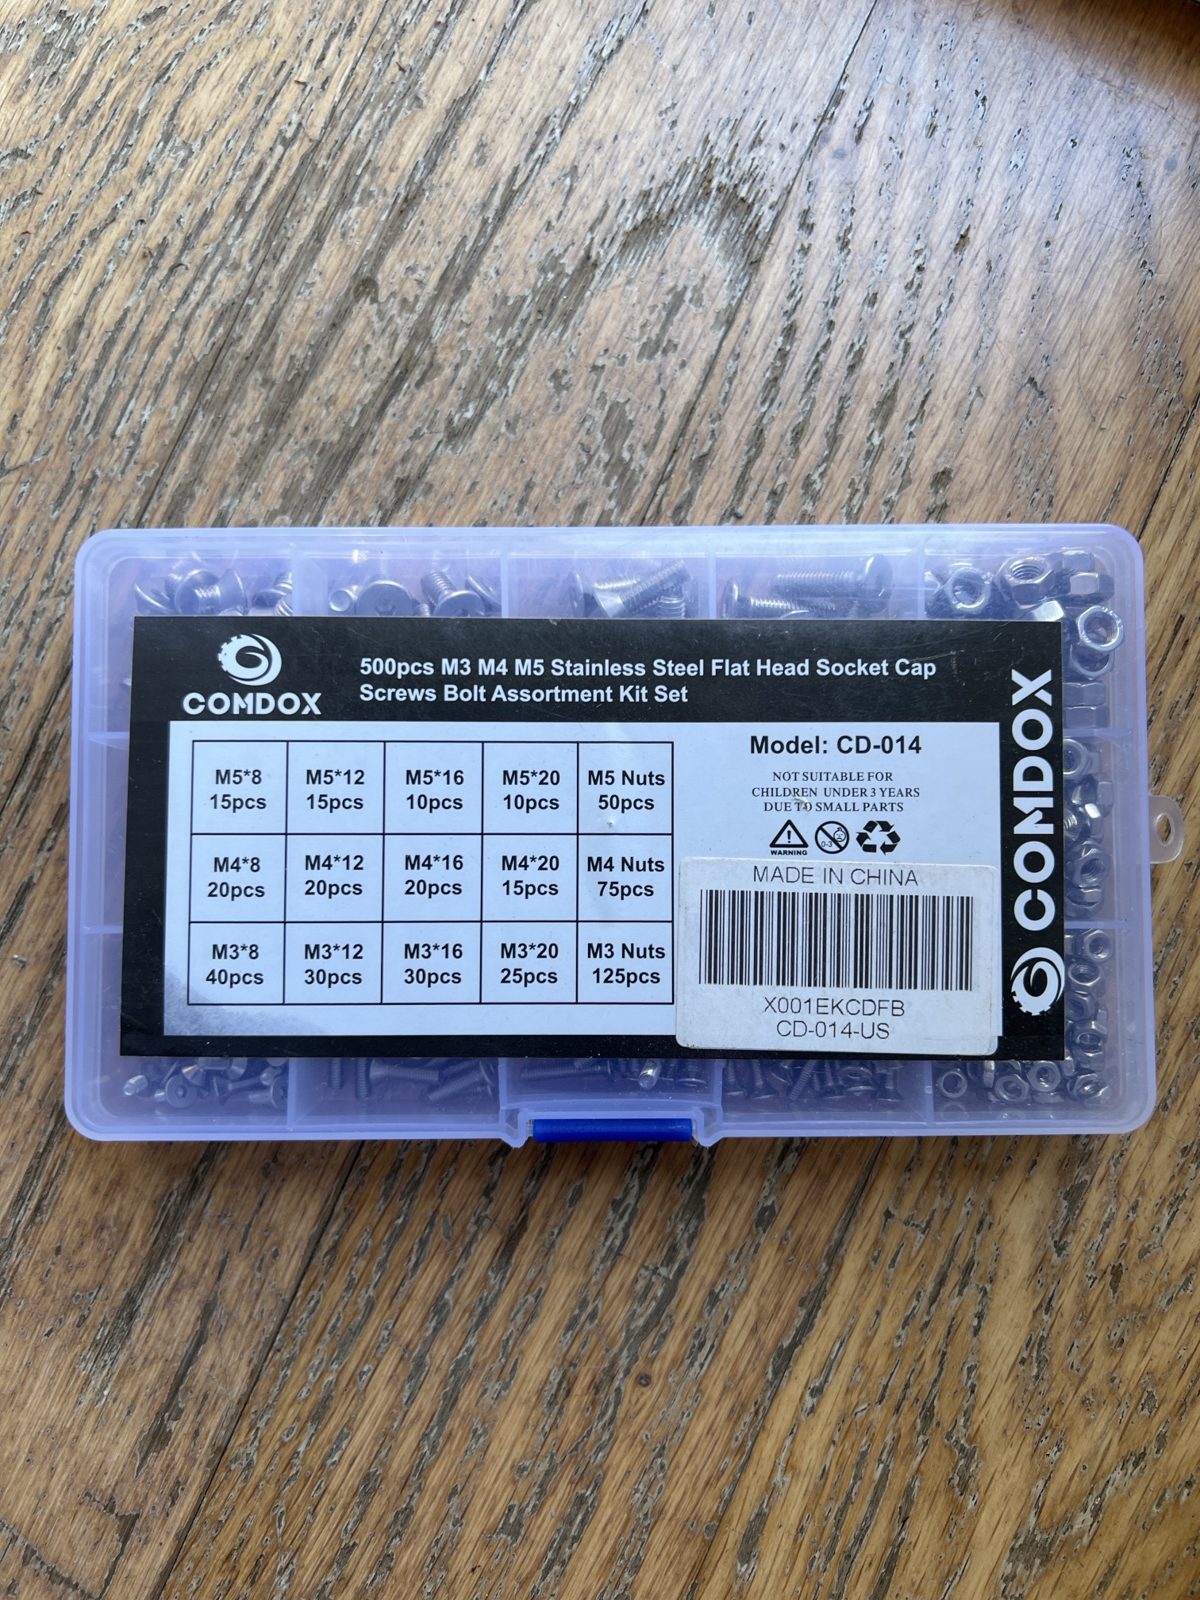 COMDOX
500pcs M3 M4 M5 Stainless Steel Flat Head Socket Cap
Screws Bolt Assortment Kit Set
M5*8
15pcs
M5*12
15pcs
M5*16
10pcs
M5*20
10pcs
M5 Nuts
50pcs
M4*8
20pcs
M4*12
20pcs
M4*16
20pcs
M4*20
15pcs
M4 Nuts
75pcs
M3*8
40pcs
M3*12
30pcs
M3*16
30pcs
M3*20
25pcs
M3 Nuts
125pcs
Model: CD-014
NOT SUITABLE FOR
CHILDREN UNDER 3 YEARS
DUE TO SMALL PARTS
WARNING
0-3
MADE IN CHINA
X001EKCDFB
CD-014-US
COMDOX